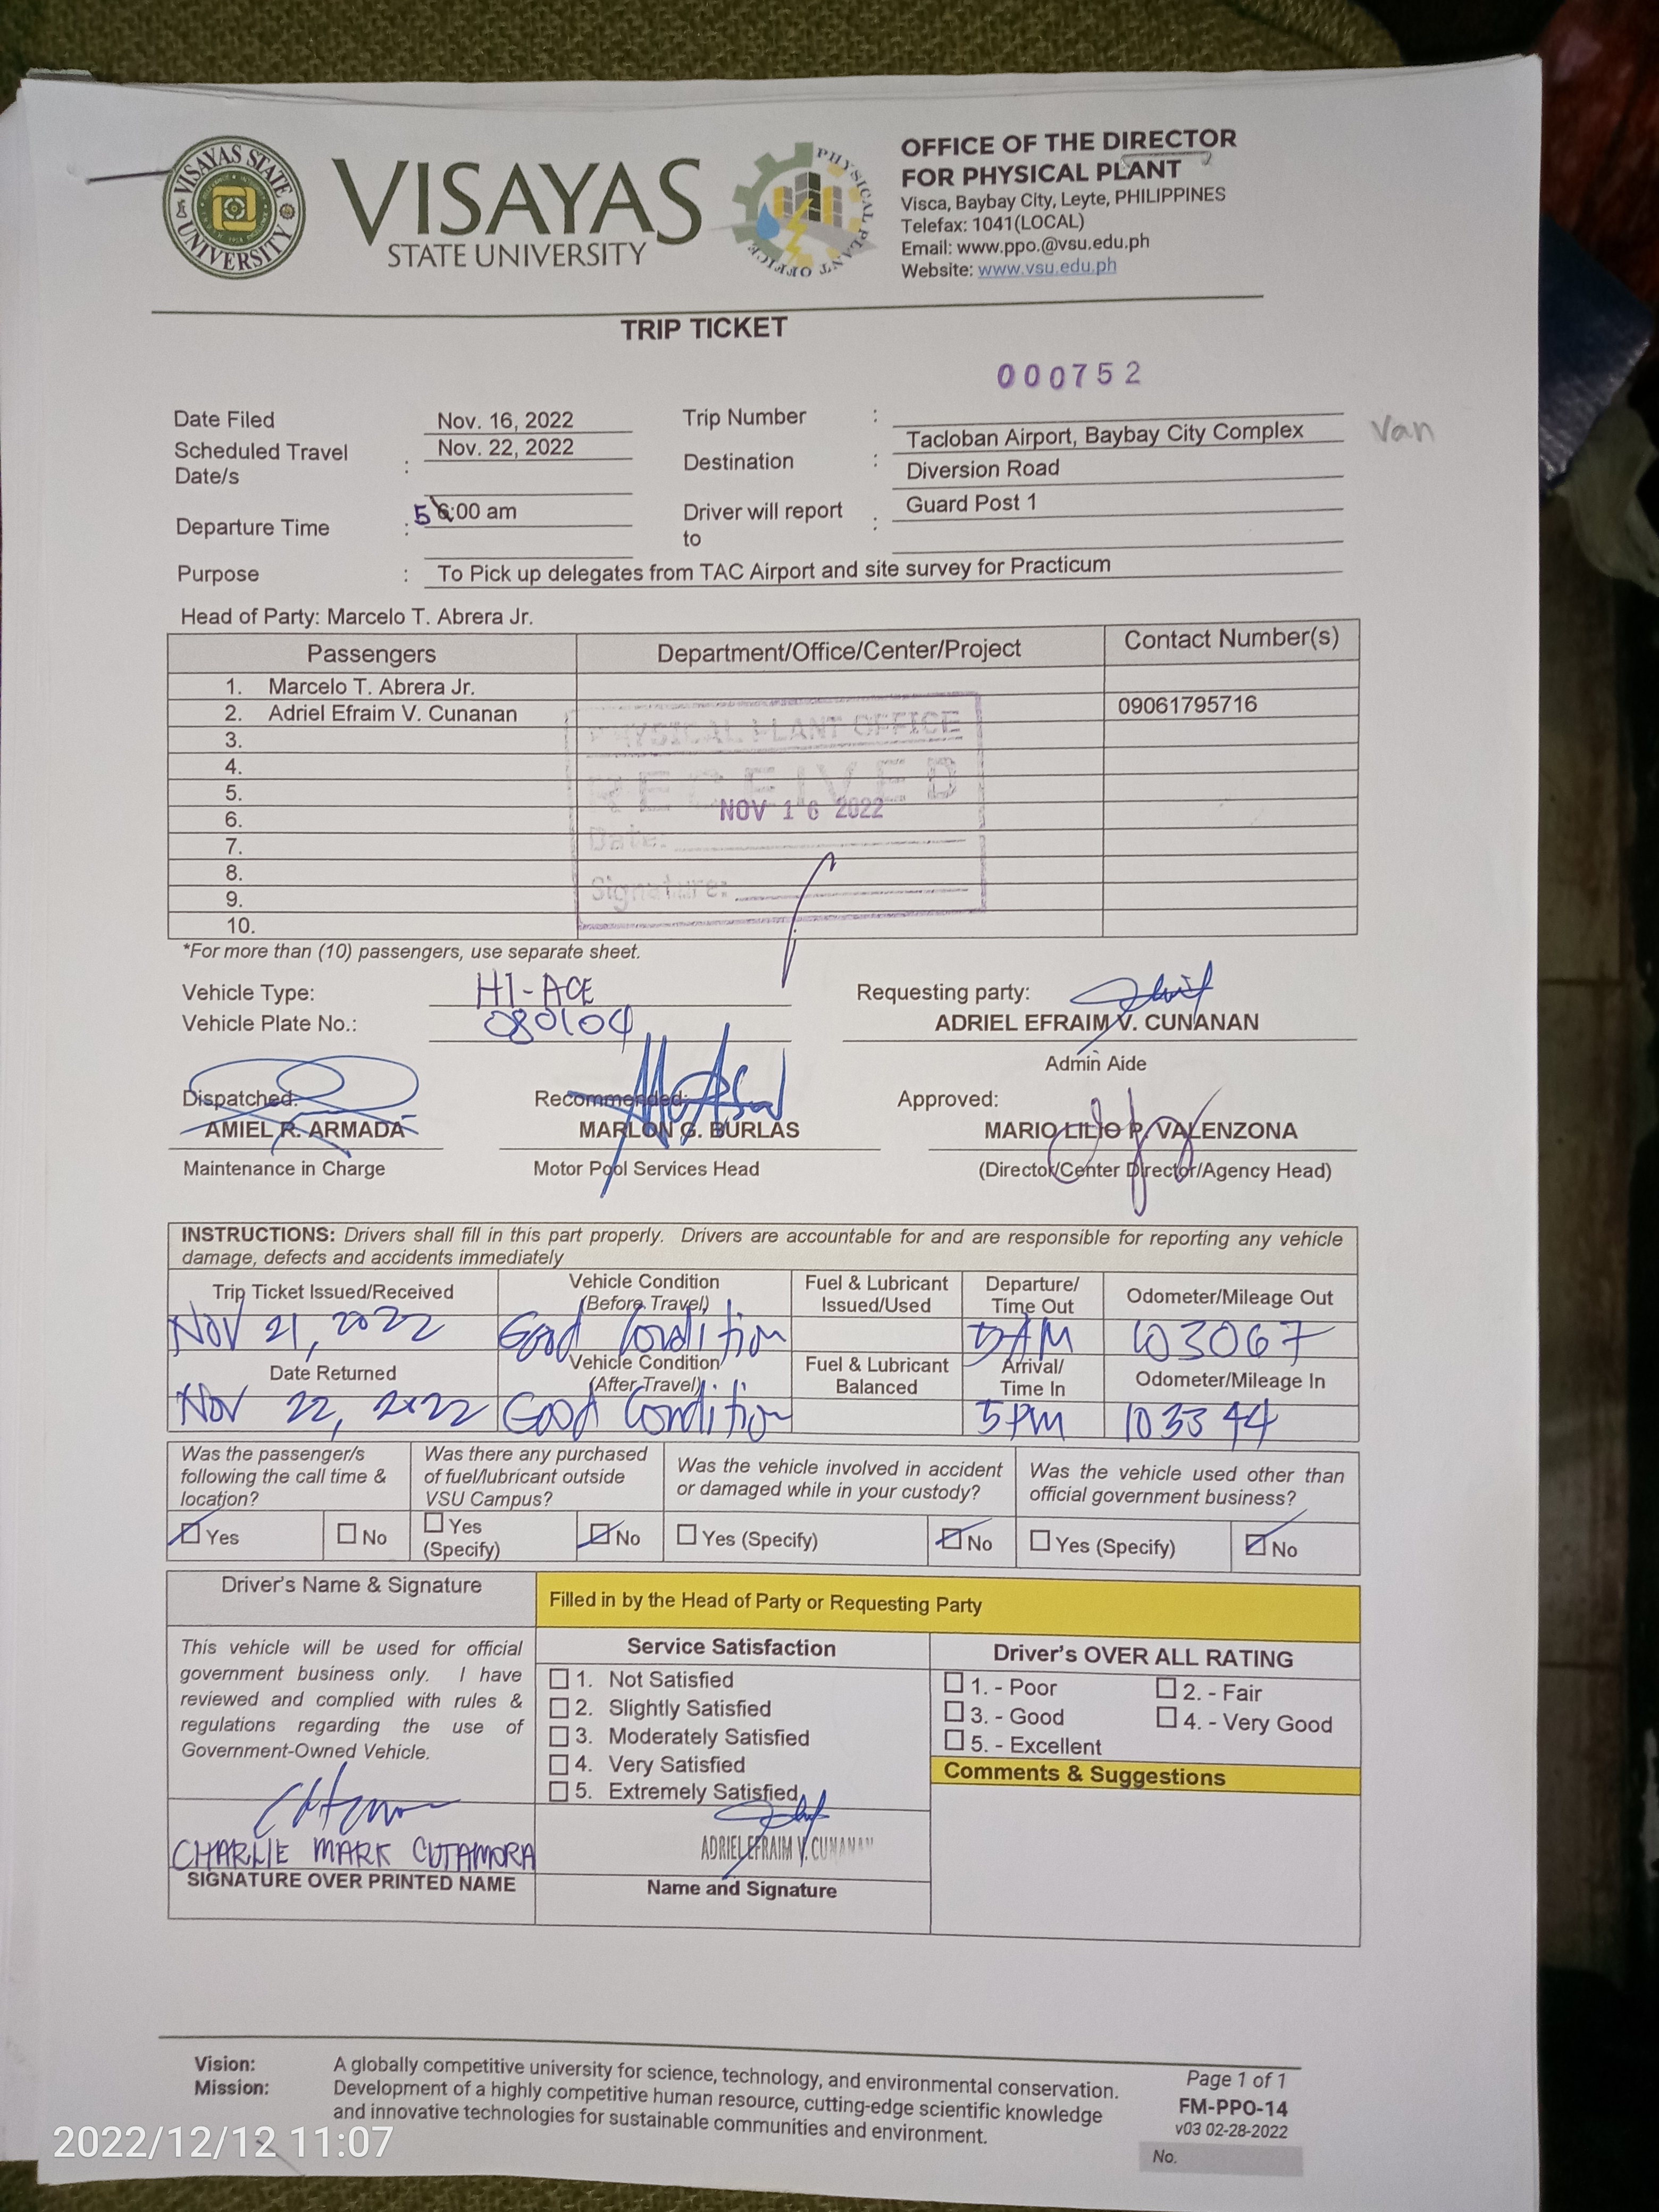 VISAYAS STATE UNIVERSITY
VISAYAS
STATE UNIVERSITY
PHYSICAL PLANT OFFICE
OFFICE OF THE DIRECTOR
FOR PHYSICAL PLANT
Visca, Baybay City, Leyte, PHILIPPINES
Telefax: 1041(LOCAL)
Email: www.ppo.@vsu.edu.ph
Website: www.vsu.edu.ph
TRIP TICKET
000752
Date Filed Nov. 16, 2022 Trip Number :
Scheduled Travel Date/s : Nov. 22, 2022 Destination : Tacloban Airport, Baybay City Complex
Diversion Road
Van
Departure Time : 5 6:00 am Driver will report to : Guard Post 1
Purpose : To Pick up delegates from TAC Airport and site survey for Practicum
Head of Party: Marcelo T. Abrera Jr.
Passengers Department/Office/Center/Project Contact Number(s)
1. Marcelo T. Abrera Jr.
2. Adriel Efraim V. Cunanan 09061795716
3.
4.
5.
6.
7.
8.
9.
10.
PHYSICAL PLANT OFFICE
RECEIVED
NOV 16 2022
Date:
Signature:
*For more than (10) passengers, use separate sheet.
Vehicle Type: HI-ACE
Vehicle Plate No.: 080104
Requesting party:
ADRIEL EFRAIM V. CUNANAN
Admin Aide
Dispatched: Recommended: Approved:
AMIEL R. ARMADA MARLON G. BURLAS MARIO LILIO P. VALENZONA
Maintenance in Charge Motor Pool Services Head (Director/Center Director/Agency Head)
INSTRUCTIONS: Drivers shall fill in this part properly. Drivers are accountable for and are responsible for reporting any vehicle
damage, defects and accidents immediately
Trip Ticket Issued/Received Vehicle Condition (Before Travel) Fuel & Lubricant Issued/Used Departure/ Time Out Odometer/Mileage Out
Nov 21, 2022 Good Condition 5AM 103067
Date Returned Vehicle Condition (After Travel) Fuel & Lubricant Balanced Arrival/ Time In Odometer/Mileage In
Nov 22, 2022 Good Condition 5PM 103344
Was the passenger/s
following the call time &
location?
Was there any purchased
of fuel/lubricant outside
VSU Campus?
Was the vehicle involved in accident
or damaged while in your custody?
Was the vehicle used other than
official government business?
Yes No Yes (Specify) No Yes (Specify) No Yes (Specify) No
Driver's Name & Signature
Filled in by the Head of Party or Requesting Party
This vehicle will be used for official
government business only. I have
reviewed and complied with rules &
regulations regarding the use of
Government-Owned Vehicle.
CHARLIE MARK CUTAMORA
SIGNATURE OVER PRINTED NAME
Service Satisfaction
1. Not Satisfied
2. Slightly Satisfied
3. Moderately Satisfied
4. Very Satisfied
5. Extremely Satisfied
ADRIEL EFRAIM V. CUNANAN
Name and Signature
Driver's OVER ALL RATING
1. - Poor 2. - Fair
3. - Good 4. - Very Good
5. - Excellent
Comments & Suggestions
Vision: A globally competitive university for science, technology, and environmental conservation.
Mission: Development of a highly competitive human resource, cutting-edge scientific knowledge
and innovative technologies for sustainable communities and environment.
Page 1 of 1
FM-PPO-14
v03 02-28-2022
No.
2022/12/12 11:07